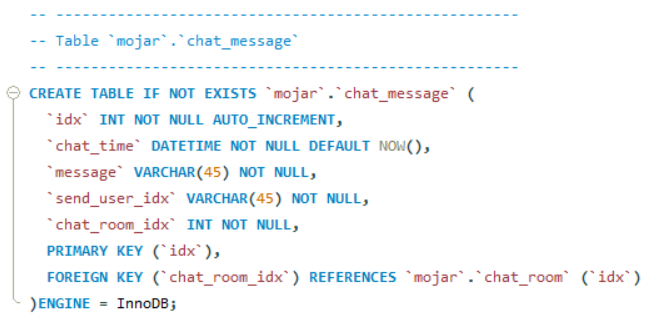 -- -----------------------------------------------------
-- Table `mojar`.`chat_message`
-- -----------------------------------------------------
CREATE TABLE IF NOT EXISTS `mojar`.`chat_message` (
`idx` INT NOT NULL AUTO_INCREMENT,
`chat_time` DATETIME NOT NULL DEFAULT NOW(),
`message` VARCHAR(45) NOT NULL,
`send_user_idx` VARCHAR(45) NOT NULL,
`chat_room_idx` INT NOT NULL,
PRIMARY KEY (`idx`),
FOREIGN KEY (`chat_room_idx`) REFERENCES `mojar`.`chat_room` (`idx`)
)ENGINE = InnoDB;